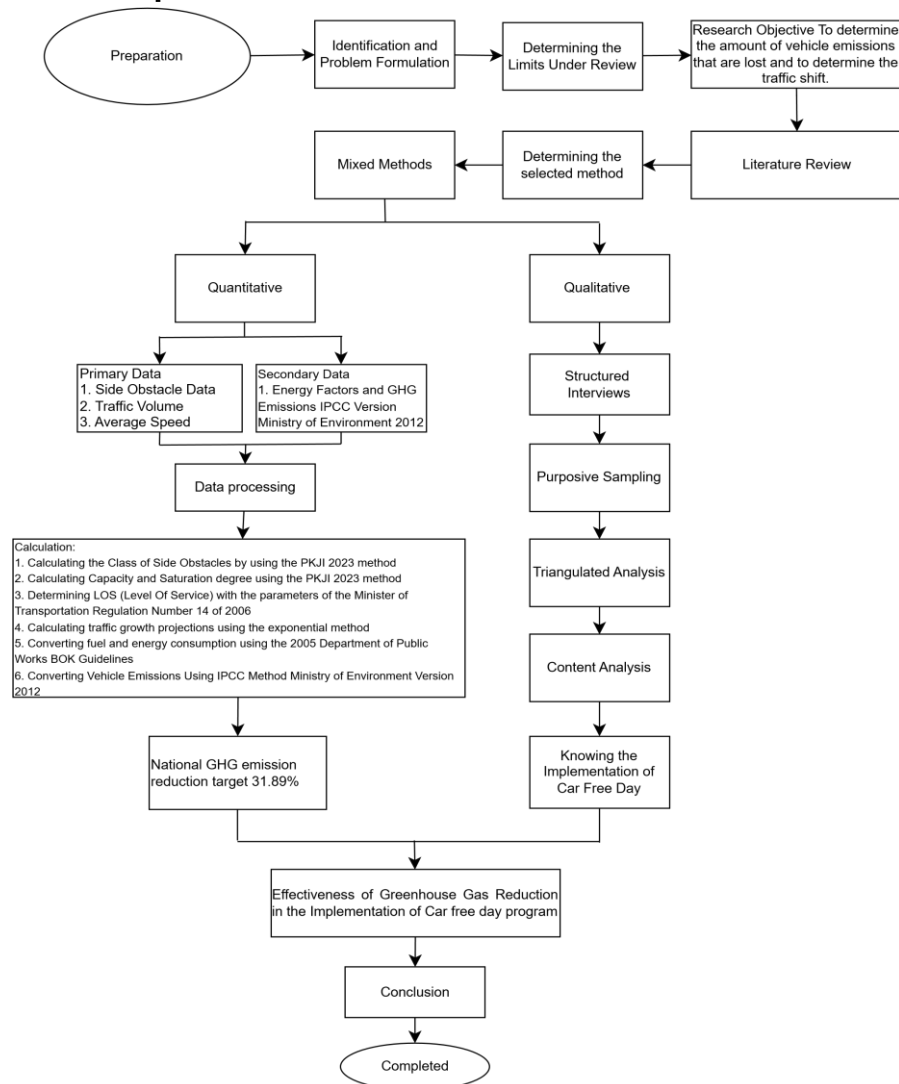 Preparation
Identification and
Problem Formulation
Determining the
Limits Under Review
Research Objective To determine
the amount of vehicle emissions
that are lost and to determine the
traffic shift.
Mixed Methods
Determining the
selected method
Literature Review
Quantitative
Qualitative
Primary Data
1. Side Obstacle Data
2. Traffic Volume
3. Average Speed
Secondary Data
1. Energy Factors and GHG
Emissions IPCC Version
Ministry of Environment 2012
Structured
Interviews
Data processing
Purposive Sampling
Calculation:
1. Calculating the Class of Side Obstacles by using the PKJI 2023 method
2. Calculating Capacity and Saturation degree using the PKJI 2023 method
3. Determining LOS (Level Of Service) with the parameters of the Minister of
Transportation Regulation Number 14 of 2006
4. Calculating traffic growth projections using the exponential method
5. Converting fuel and energy consumption using the 2005 Department of Public
Works BOK Guidelines
6. Converting Vehicle Emissions Using IPCC Method Ministry of Environment Version
2012
Triangulated Analysis
Content Analysis
National GHG emission
reduction target 31.89%
Knowing the
Implementation of
Car Free Day
Effectiveness of Greenhouse Gas Reduction
in the Implementation of Car free day program
Conclusion
Completed